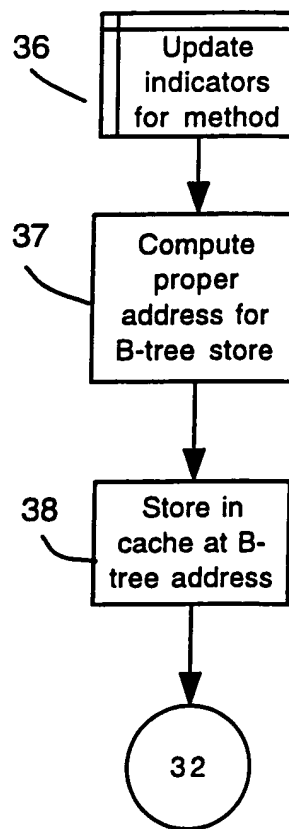 36
Update
indicators
for method
37
Compute
proper
address for
B-tree store
38
Store in
cache at B-
tree address
32